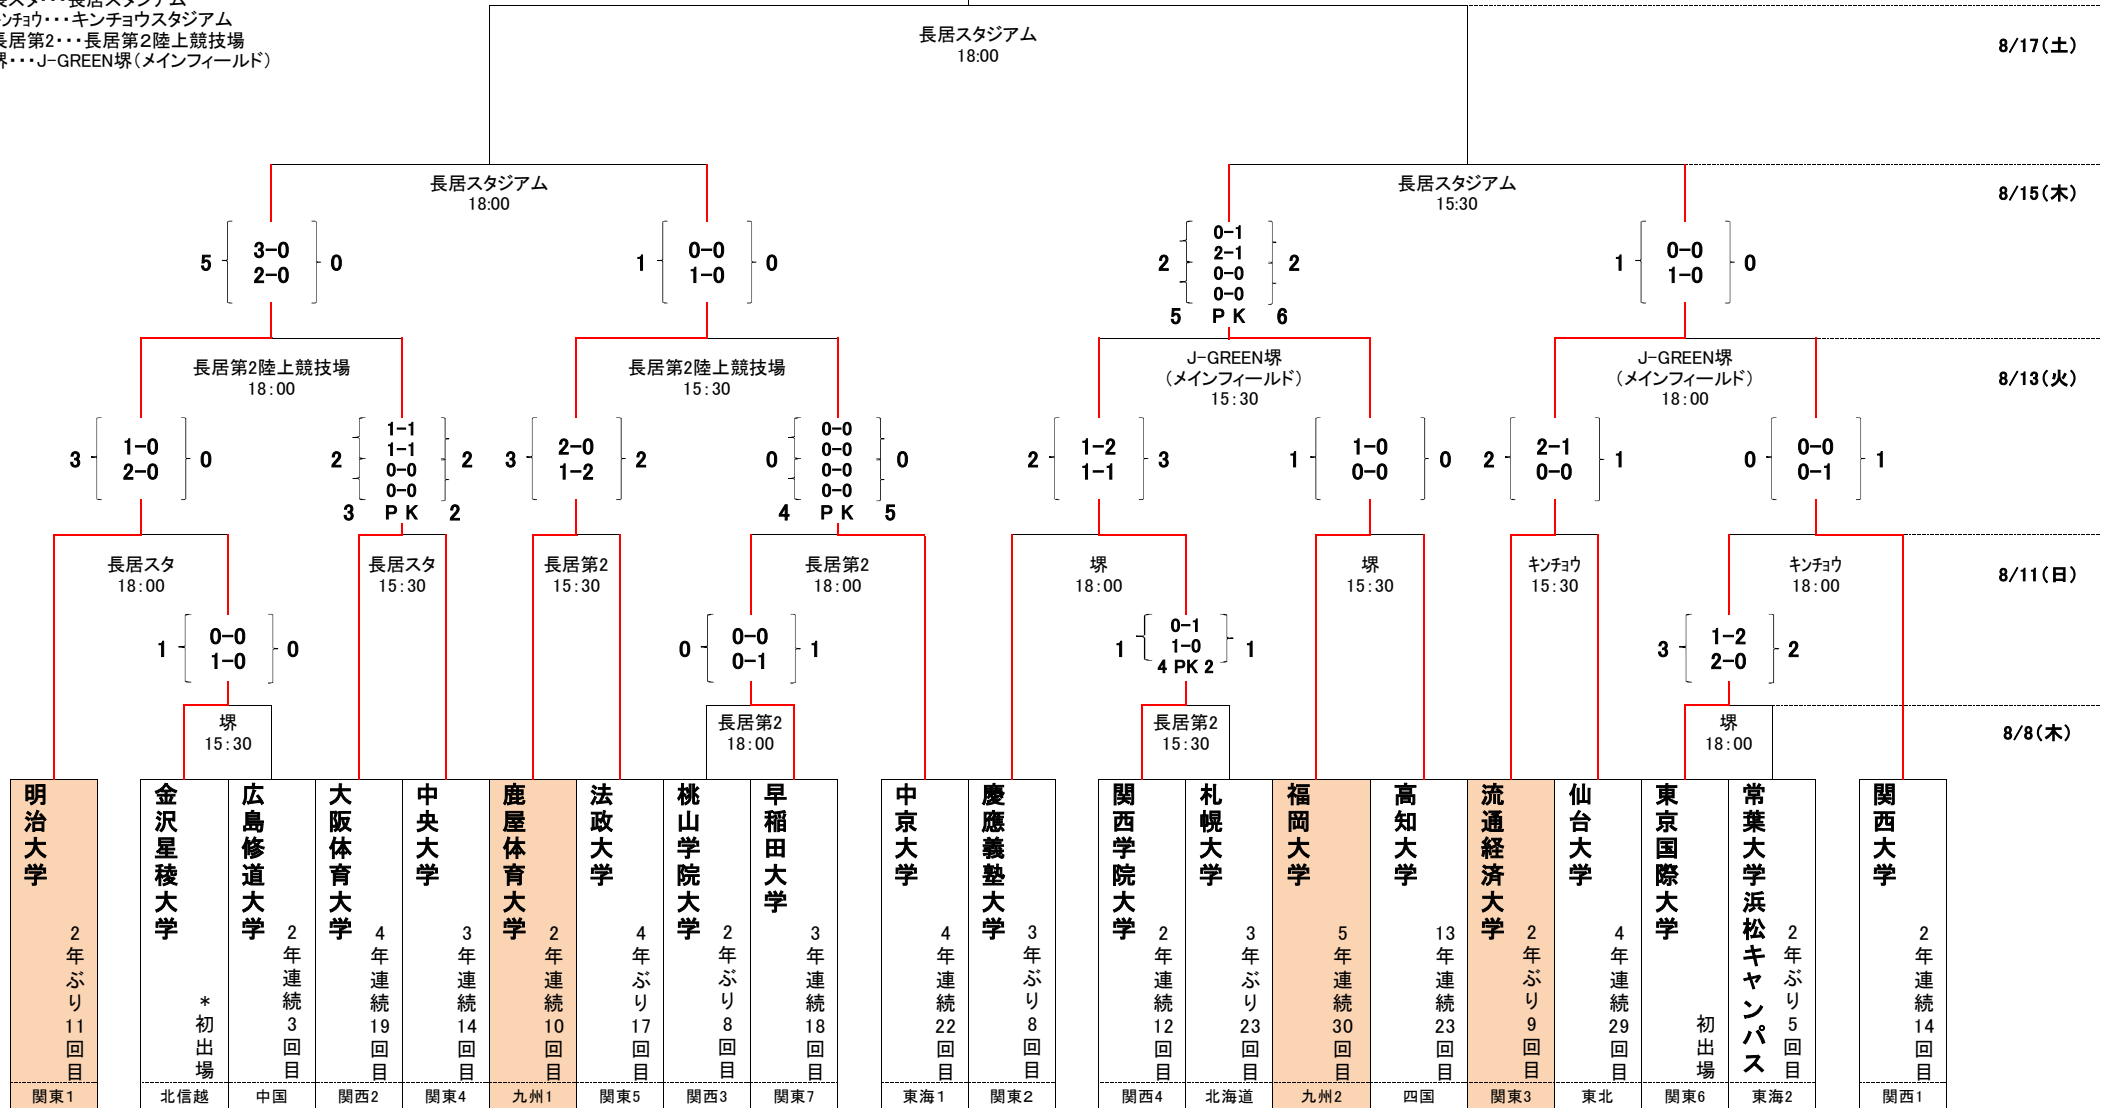 長居スタ・・・長居スタジアム
キンチョウ・・・キンチョウスタジアム
長居第2・・・長居第2陸上競技場
堺・・・J-GREEN堺(メインフィールド)
長居スタジアム
18:00
8/17(土)
長居スタジアム
18:00
長居スタジアム
15:30
8/15(木)
5 3-0 0
2-0
1 0-0 0
1-0
2 0-1 2
2-1
0-0
0-0
5 PK 6
1 0-0 0
1-0
長居第2陸上競技場
18:00
長居第2陸上競技場
15:30
J-GREEN堺
(メインフィールド)
15:30
J-GREEN堺
(メインフィールド)
18:00
8/13(火)
3 1-0 0
2-0
2 1-1 2
1-1
0-0
0-0
3 PK 2
3 2-0 2
1-2
0 0-0 0
0-0
0-0
0-0
4 PK 5
2 1-2 3
1-1
1 1-0 0
0-0
2 2-1 1
0-0
0 0-0 1
0-1
長居スタ
18:00
長居スタ
15:30
長居第2
15:30
長居第2
18:00
堺
18:00
堺
15:30
キンチョウ
15:30
キンチョウ
18:00
8/11(日)
1 0-0 0
1-0
0 0-0 1
0-1
1 0-1 1
1-0
4 PK 2
3 1-2 2
2-0
堺
15:30
長居第2
18:00
長居第2
15:30
堺
18:00
8/8(木)
明治大学
2年ぶり11回目
関東1
金沢星稜大学
*初出場
北信越
広島修道大学
2年連続3回目
中国
大阪体育大学
4年連続19回目
関西2
中央大学
3年連続14回目
関東4
鹿屋体育大学
2年連続10回目
九州1
法政大学
4年ぶり17回目
関東5
桃山学院大学
2年ぶり8回目
関西3
早稲田大学
3年連続18回目
関東7
中京大学
4年連続22回目
東海1
慶應義塾大学
3年ぶり8回目
関東2
関西学院大学
2年連続12回目
関西4
札幌大学
3年ぶり23回目
北海道
福岡大学
5年連続30回目
九州2
高知大学
13年連続23回目
四国
流通経済大学
2年ぶり9回目
関東3
仙台大学
4年連続29回目
東北
東京国際大学
初出場
関東6
常葉大学浜松キャンパス
2年ぶり5回目
東海2
関西大学
2年連続14回目
関西1